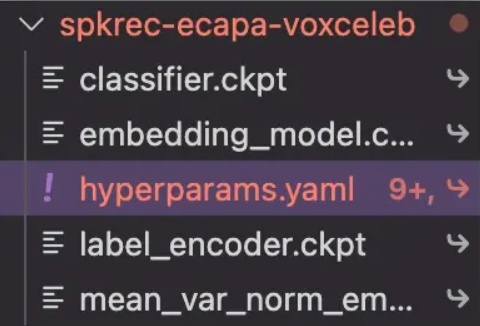 spkrec-ecapa-voxceleb
classifier.ckpt
embedding_model.c...
! hyperparams.yaml 9+,
label_encoder.ckpt
mean_var_norm_em...